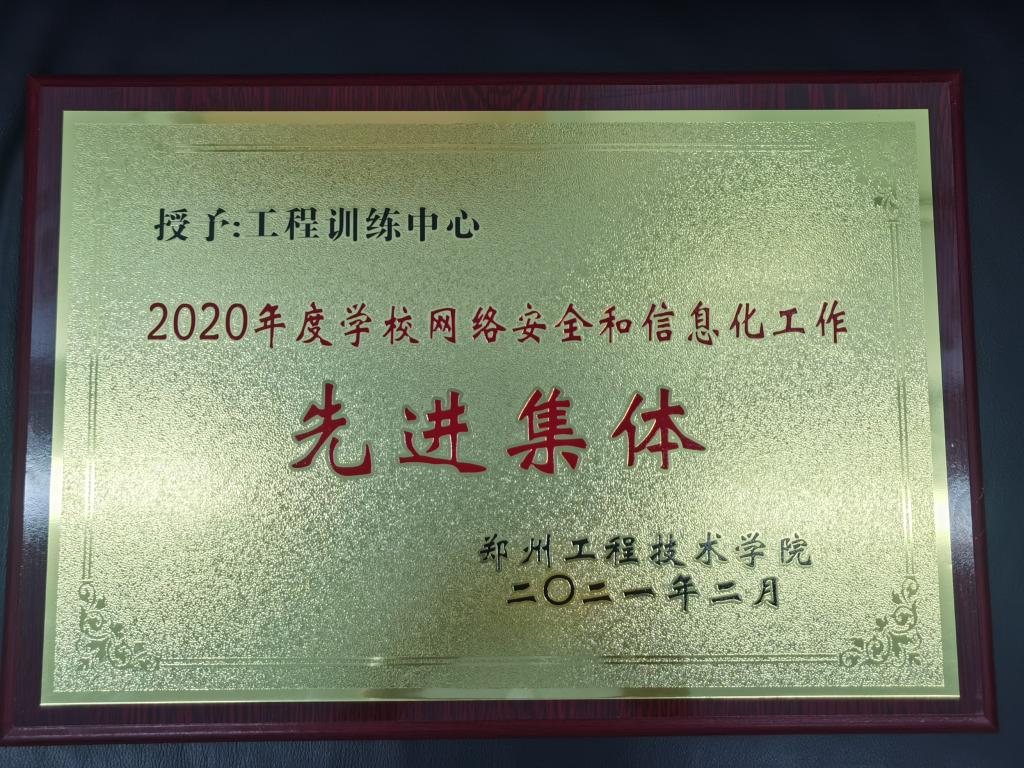 授予:工程训练中心
2020年度学校网络安全和信息化工作
先进集体
郑州工程技术学院
二〇二一年二月